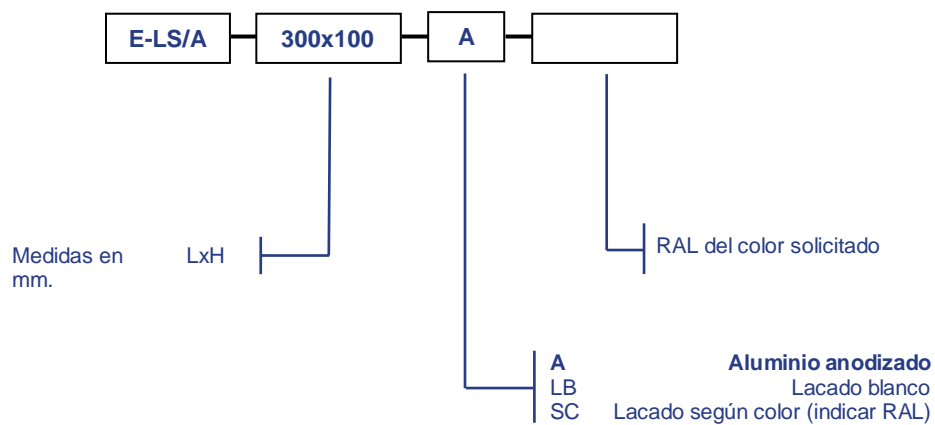 E-LS/A 300x100 A
Medidas en mm. LxH
RAL del color solicitado
A Aluminio anodizado
LB Lacado blanco
SC Lacado según color (indicar RAL)